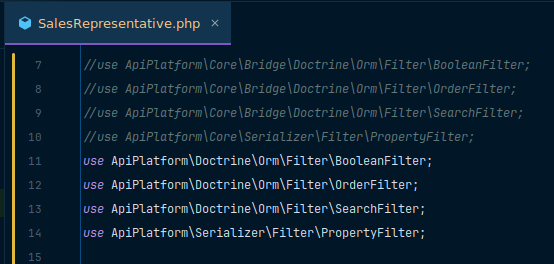 SalesRepresentative.php ×
7 //use ApiPlatform\Core\Bridge\Doctrine\Orm\Filter\BooleanFilter;
8 //use ApiPlatform\Core\Bridge\Doctrine\Orm\Filter\OrderFilter;
9 //use ApiPlatform\Core\Bridge\Doctrine\Orm\Filter\SearchFilter;
10 //use ApiPlatform\Core\Serializer\Filter\PropertyFilter;
11 use ApiPlatform\Doctrine\Orm\Filter\BooleanFilter;
12 use ApiPlatform\Doctrine\Orm\Filter\OrderFilter;
13 use ApiPlatform\Doctrine\Orm\Filter\SearchFilter;
14 use ApiPlatform\Serializer\Filter\PropertyFilter;
15